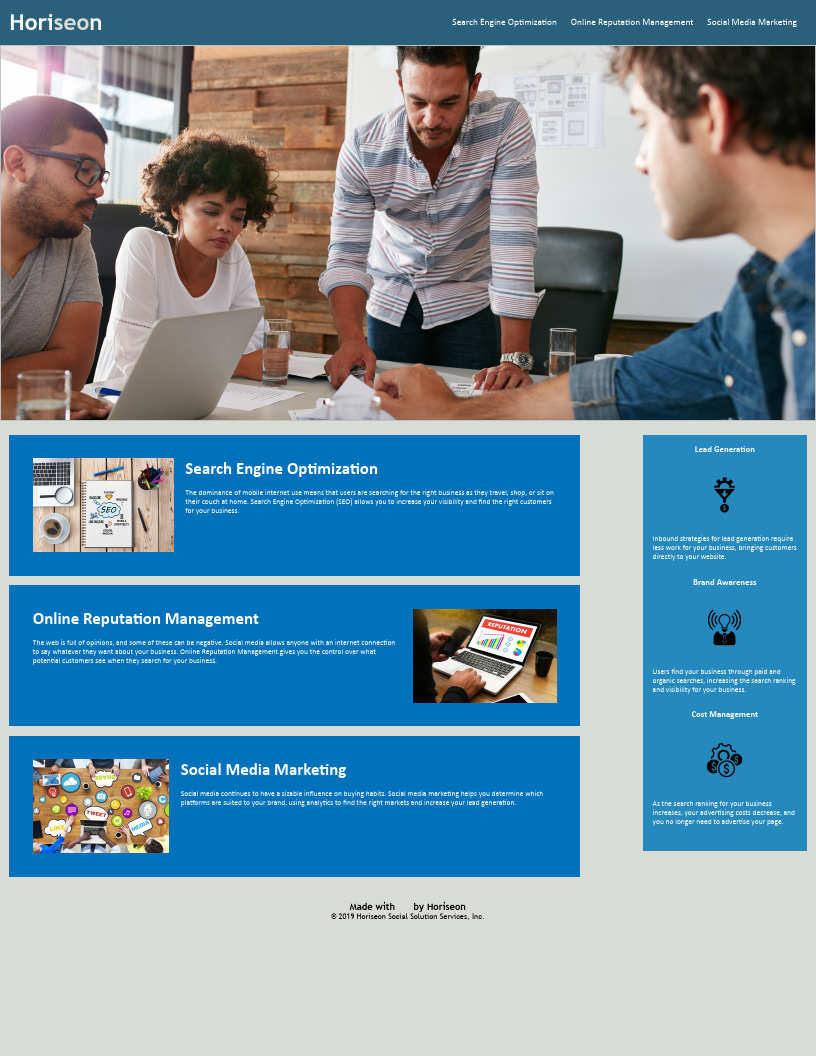 Horiseon
Search Engine Optimization
Online Reputation Management
Social Media Marketing
Search Engine Optimization
The dominance of mobile internet use means that users are searching for the right business as they travel, shop, or sit on
their couch at home. Search Engine Optimization (SEO) allows you to increase your visibility and find the right customers
for your business.
SEO
Online Reputation Management
The web is full of opinions, and some of these can be negative. Social media allows anyone with an internet connection
to say whatever they want about your business. Online Reputation Management gives you the control over what
potential customers see when they search for your business.
REPUTATION
Social Media Marketing
Social media continues to have a sizable influence on buying habits. Social media marketing helps you determine which
platforms are suited to your brand, using analytics to find the right markets and increase your lead generation.
SHARE
TWEET
LIKE
MEDIA
Lead Generation
Inbound strategies for lead generation require
less work for your business, bringing customers
directly to your website.
Brand Awareness
Users find your business through paid and
organic searches, increasing the search ranking
and visibility for your business.
Cost Management
As the search ranking for your business
increases, your advertising costs decrease, and
you no longer need to advertise your page.
Made with by Horiseon
© 2019 Horiseon Social Solution Services, Inc.